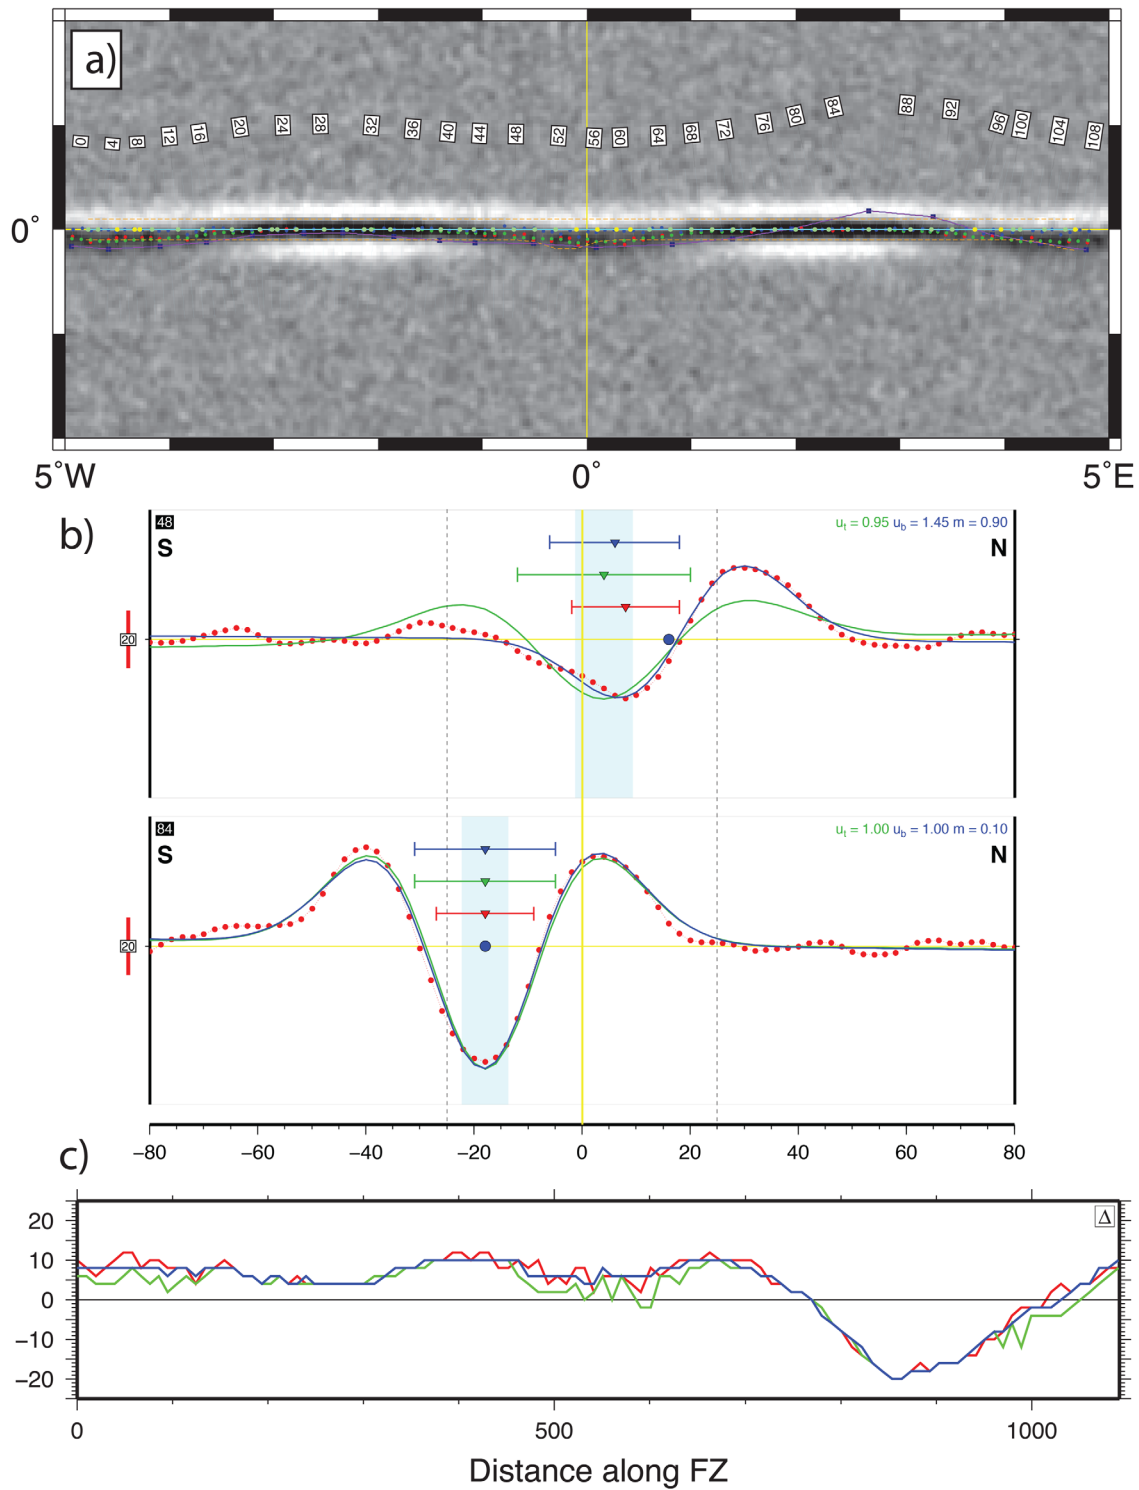 a)
0 4 8 12 16 20 24 28 32 36 40 44 48 52 56 60 64 68 72 76 80 84 88 92 96 100 104 108
0°
5°W 0° 5°E
b)
48 u_t = 0.95 u_b = 1.45 m = 0.90
S N
20
84 u_t = 1.00 u_b = 1.00 m = 0.10
S N
20
−80 −60 −40 −20 0 20 40 60 80
c)
Δ
20
10
0
−10
−20
0 500 1000
Distance along FZ